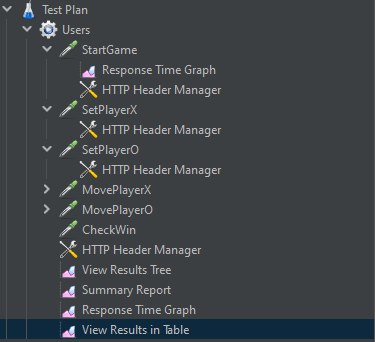 Test Plan
Users
StartGame
Response Time Graph
HTTP Header Manager
SetPlayerX
HTTP Header Manager
SetPlayerO
HTTP Header Manager
MovePlayerX
MovePlayerO
CheckWin
HTTP Header Manager
View Results Tree
Summary Report
Response Time Graph
View Results in Table